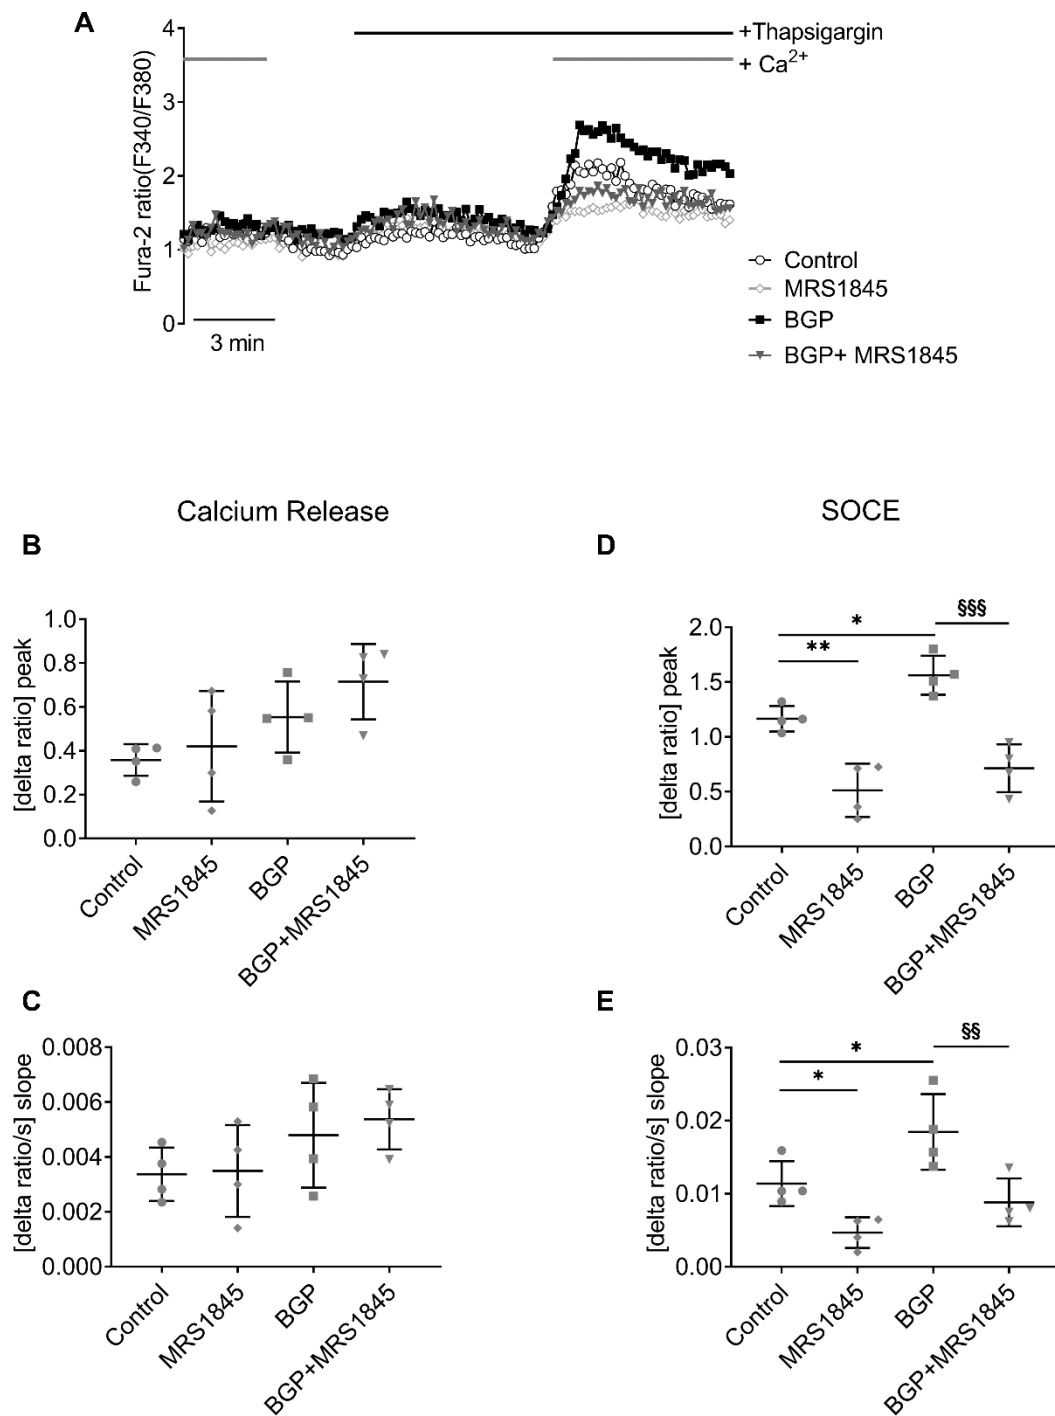 A
Fura-2 ratio(F340/F380)
4
3
2
1
0
+Thapsigargin
+ Ca2+
3 min
Control
MRS1845
BGP
BGP+ MRS1845
Calcium Release
SOCE
B
[delta ratio] peak
1.0
0.8
0.6
0.4
0.2
0.0
Control
MRS1845
BGP
BGP+MRS1845
D
[delta ratio] peak
2.0
1.5
1.0
0.5
0.0
*
**
§§§
Control
MRS1845
BGP
BGP+MRS1845
C
[delta ratio/s] slope
0.008
0.006
0.004
0.002
0.000
Control
MRS1845
BGP
BGP+MRS1845
E
[delta ratio/s] slope
0.03
0.02
0.01
0.00
*
*
§§
Control
MRS1845
BGP
BGP+MRS1845